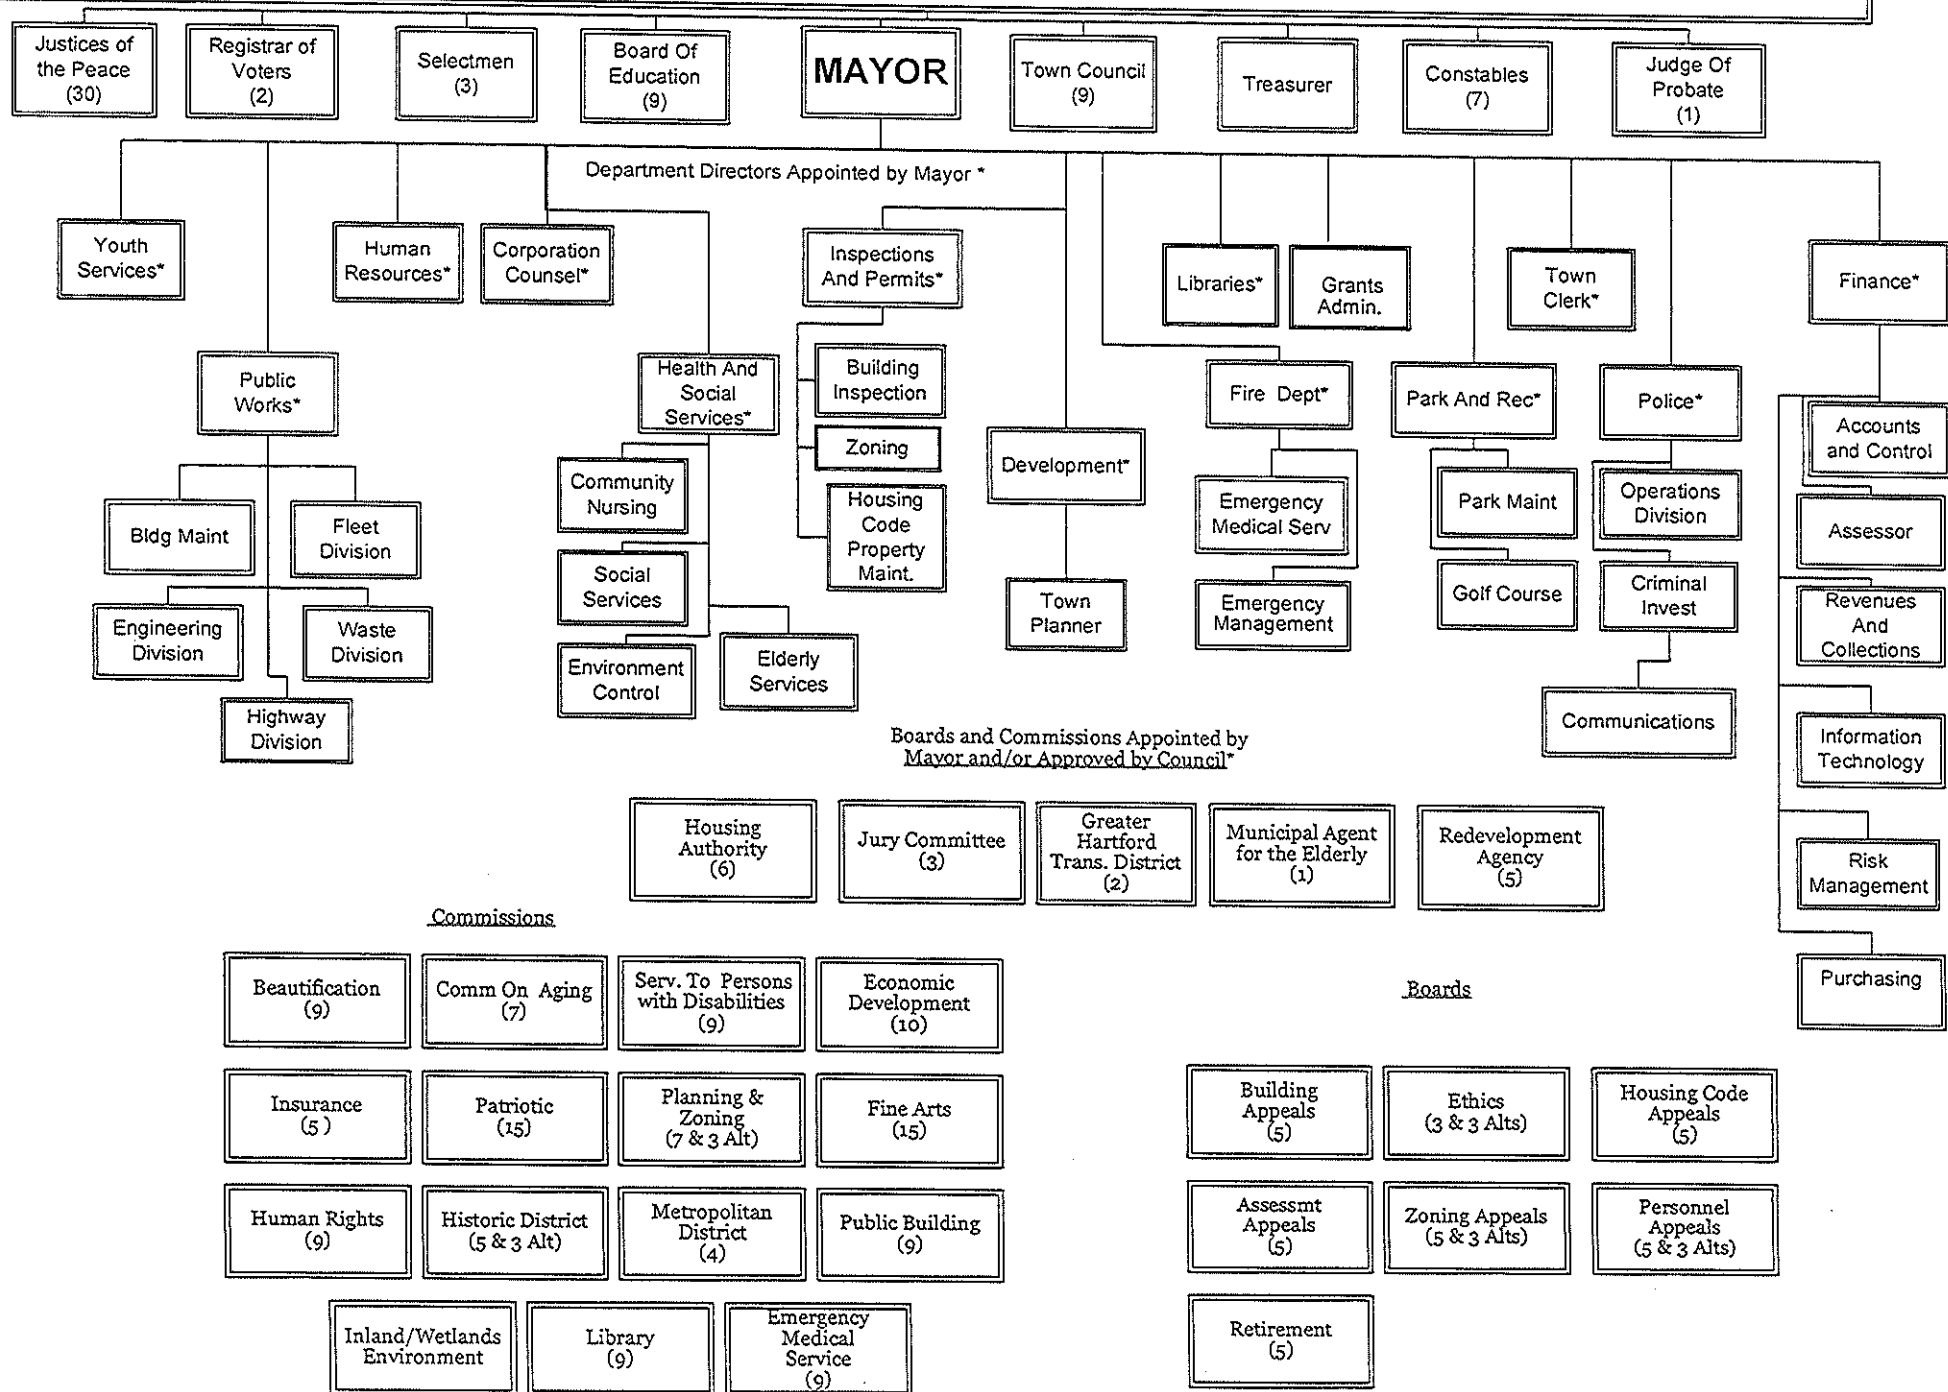 Justices of
the Peace
(30)
Registrar of
Voters
(2)
Selectmen
(3)
Board Of
Education
(9)
MAYOR
Town Council
(9)
Treasurer
Constables
(7)
Judge Of
Probate
(1)
Department Directors Appointed by Mayor *
Youth
Services*
Human
Resources*
Corporation
Counsel*
Inspections
And Permits*
Libraries*
Grants
Admin.
Town
Clerk*
Finance*
Public
Works*
Health And
Social
Services*
Building
Inspection
Zoning
Housing
Code
Property
Maint.
Development*
Fire Dept*
Park And Rec*
Police*
Accounts
and Control
Bldg Maint
Fleet
Division
Community
Nursing
Emergency
Medical Serv
Park Maint
Operations
Division
Assessor
Engineering
Division
Waste
Division
Social
Services
Town
Planner
Emergency
Management
Golf Course
Criminal
Invest
Revenues
And
Collections
Highway
Division
Environment
Control
Elderly
Services
Communications
Information
Technology
Risk
Management
Purchasing
Boards and Commissions Appointed by
Mayor and/or Approved by Council*
Housing
Authority
(6)
Jury Committee
(3)
Greater
Hartford
Trans. District
(2)
Municipal Agent
for the Elderly
(1)
Redevelopment
Agency
(5)
Commissions
Beautification
(9)
Comm On Aging
(7)
Serv. To Persons
with Disabilities
(9)
Economic
Development
(10)
Insurance
(5 )
Patriotic
(15)
Planning &
Zoning
(7 & 3 Alt)
Fine Arts
(15)
Human Rights
(9)
Historic District
(5 & 3 Alt)
Metropolitan
District
(4)
Public Building
(9)
Inland/Wetlands
Environment
Library
(9)
Emergency
Medical
Service
(9)
Boards
Building
Appeals
(5)
Ethics
(3 & 3 Alts)
Housing Code
Appeals
(5)
Assessmt
Appeals
(5)
Zoning Appeals
(5 & 3 Alts)
Personnel
Appeals
(5 & 3 Alts)
Retirement
(5)